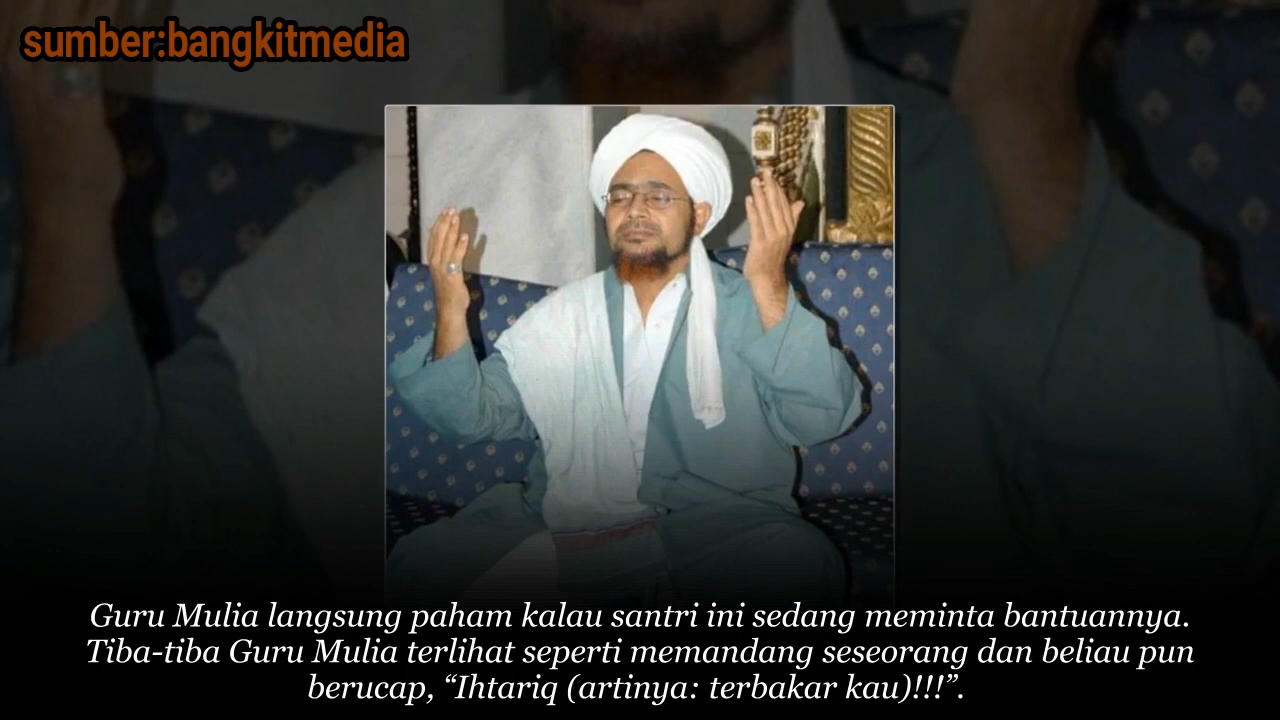 sumber:bangkitmedia
Guru Mulia langsung paham kalau santri ini sedang meminta bantuannya.
Tiba-tiba Guru Mulia terlihat seperti memandang seseorang dan beliau pun
berucap, “Ihtariq (artinya: terbakar kau)!!!”.